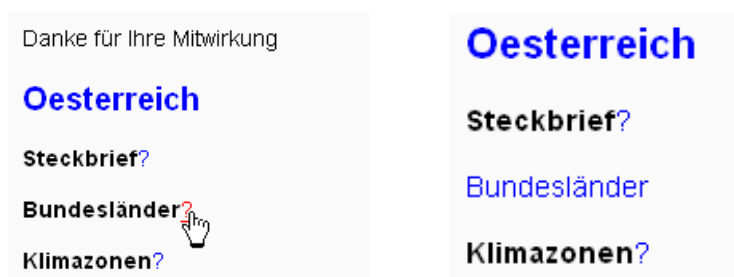 Danke für Ihre Mitwirkung
Oesterreich
Steckbrief?
Bundesländer?
Klimazonen?
Oesterreich
Steckbrief?
Bundesländer
Klimazonen?